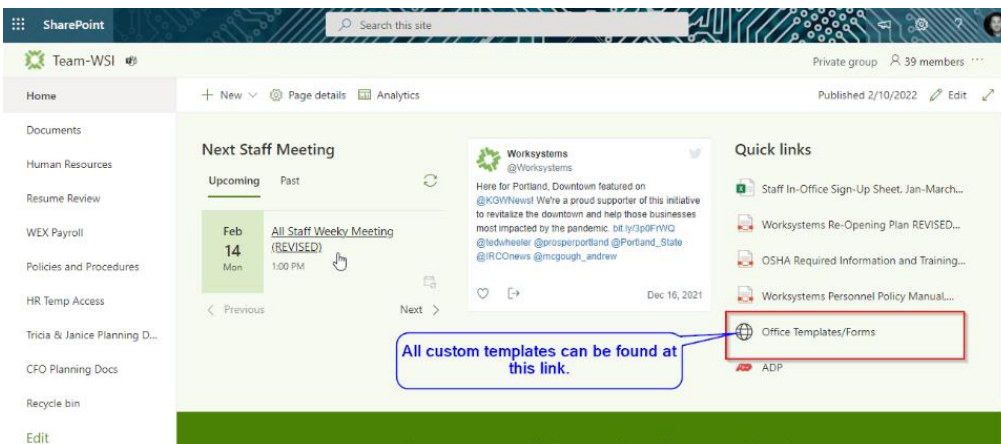 SharePoint
Search this site
?
Team-WSI
Private group 39 members ...
Home
Documents
Human Resources
Resume Review
WEX Payroll
Policies and Procedures
HR Temp Access
Tricia & Janice Planning D...
CFO Planning Docs
Recycle bin
Edit
+ New Page details Analytics
Published 2/10/2022 Edit
Next Staff Meeting
Upcoming Past
Feb
14
Mon
All Staff Weeky Meeting
(REVISED)
1:00 PM
< Previous Next >
Worksystems
@Worksystems
Here for Portland, Downtown featured on
@KGWNews! We're a proud supporter of this initiative
to revitalize the downtown and help those businesses
most impacted by the pandemic. bit.ly/3p0FrWQ
@tedwheeler @prosperportland @Portland_State
@IRCOnews @mcgough_andrew
Dec 16, 2021
Quick links
Staff In-Office Sign-Up Sheet. Jan-March...
Worksystems Re-Opening Plan REVISED...
OSHA Required Information and Training...
Worksystems Personnel Policy Manual....
Office Templates/Forms
ADP
All custom templates can be found at
this link.